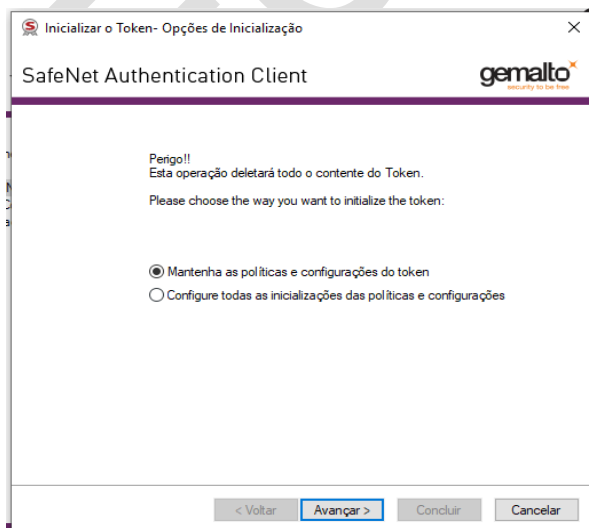 Inicializar o Token- Opções de Inicialização
SafeNet Authentication Client
gemalto
security to be free
Perigo!!
Esta operação deletará todo o contente do Token.
Please choose the way you want to initialize the token:
Mantenha as políticas e configurações do token
Configure todas as inicializações das políticas e configurações
< Voltar
Avançar >
Concluir
Cancelar